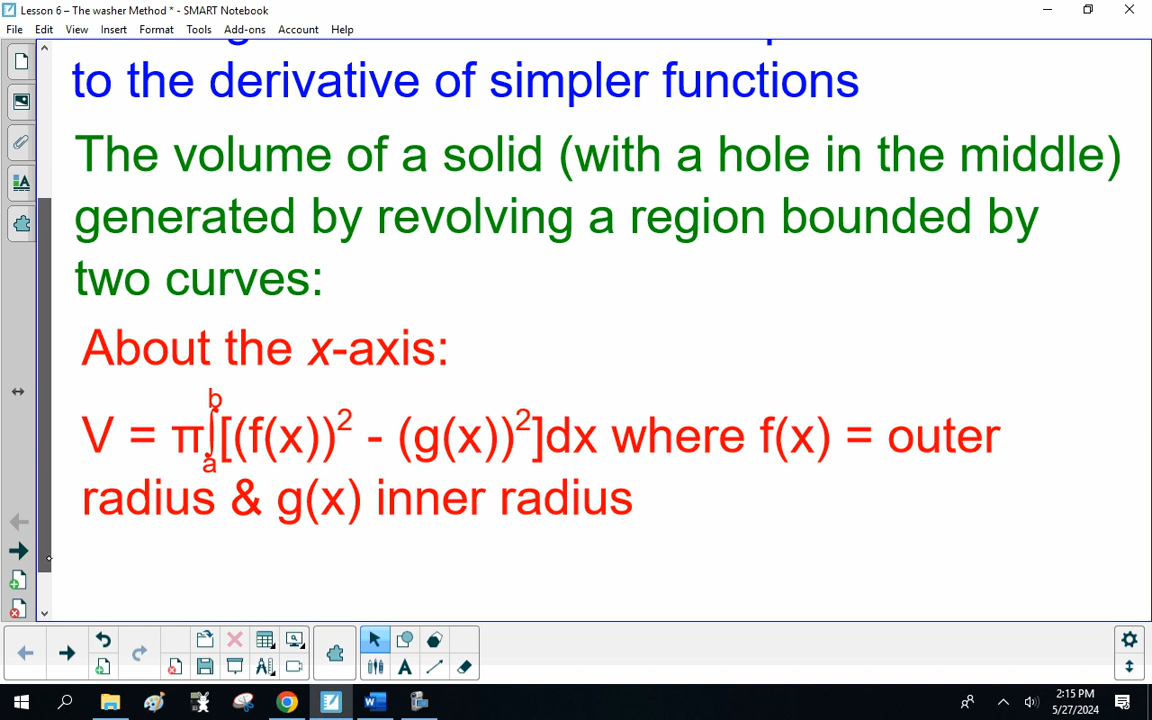 Lesson 6 – The washer Method * - SMART Notebook
File Edit View Insert Format Tools Add-ons Account Help
to the derivative of simpler functions
The volume of a solid (with a hole in the middle)
generated by revolving a region bounded by
two curves:
About the x-axis:
V = π∫ₐᵇ[(f(x))² - (g(x))²]dx where f(x) = outer
radius & g(x) inner radius
2:15 PM
5/27/2024